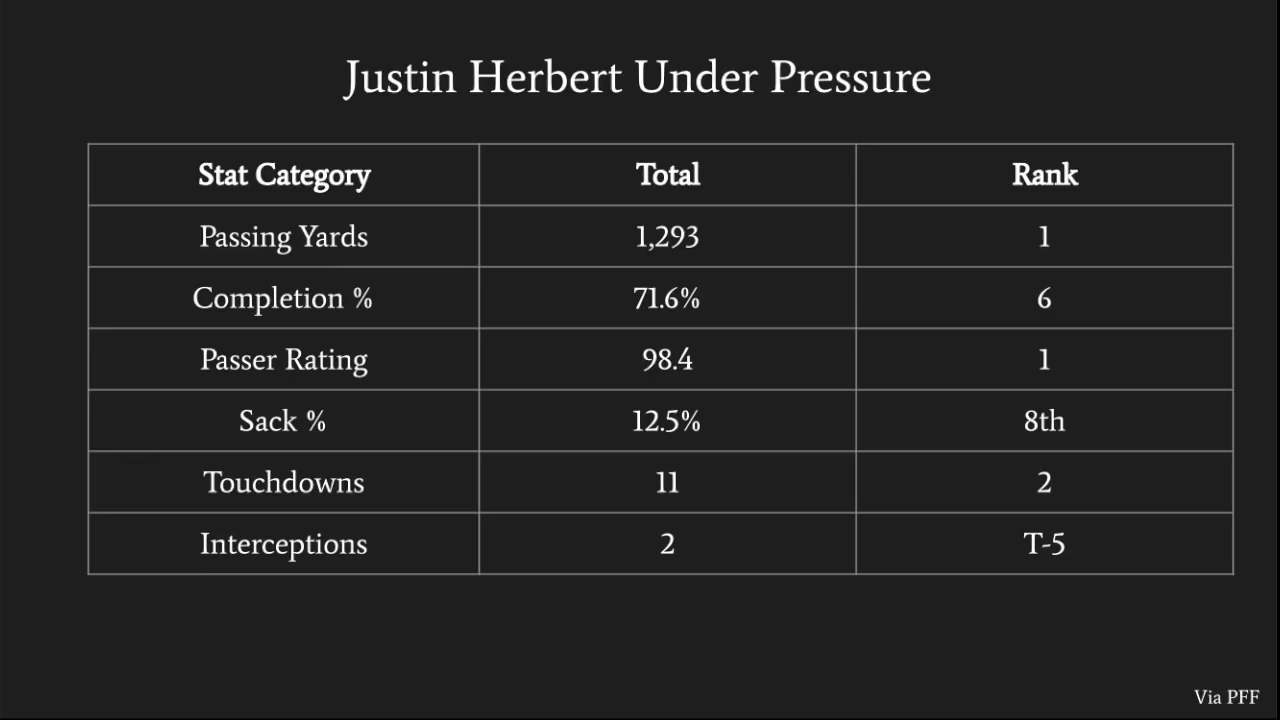 Justin Herbert Under Pressure
Stat Category Total Rank
Passing Yards 1,293 1
Completion % 71.6% 6
Passer Rating 98.4 1
Sack % 12.5% 8th
Touchdowns 11 2
Interceptions 2 T-5
Via PFF